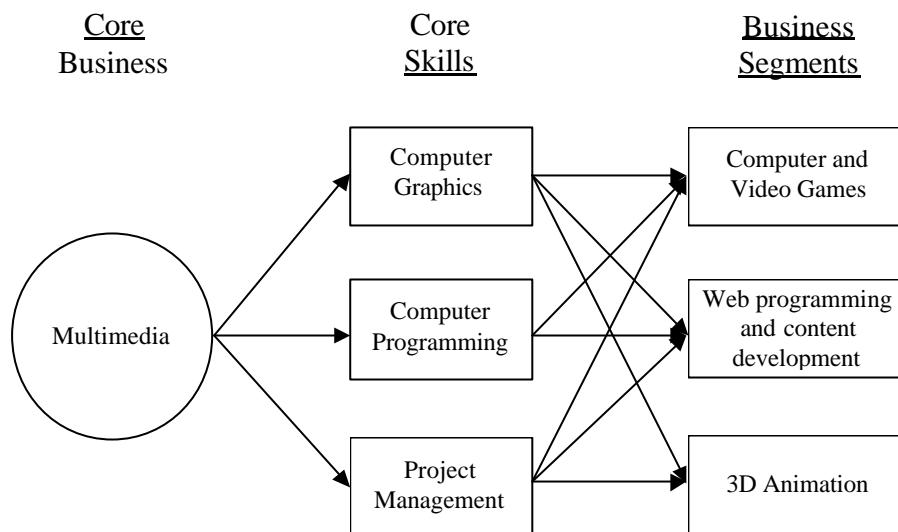 Core
Business
Core
Skills
Business
Segments
Computer
Graphics
Computer and
Video Games
Multimedia
Computer
Programming
Web programming
and content
development
Project
Management
3D Animation